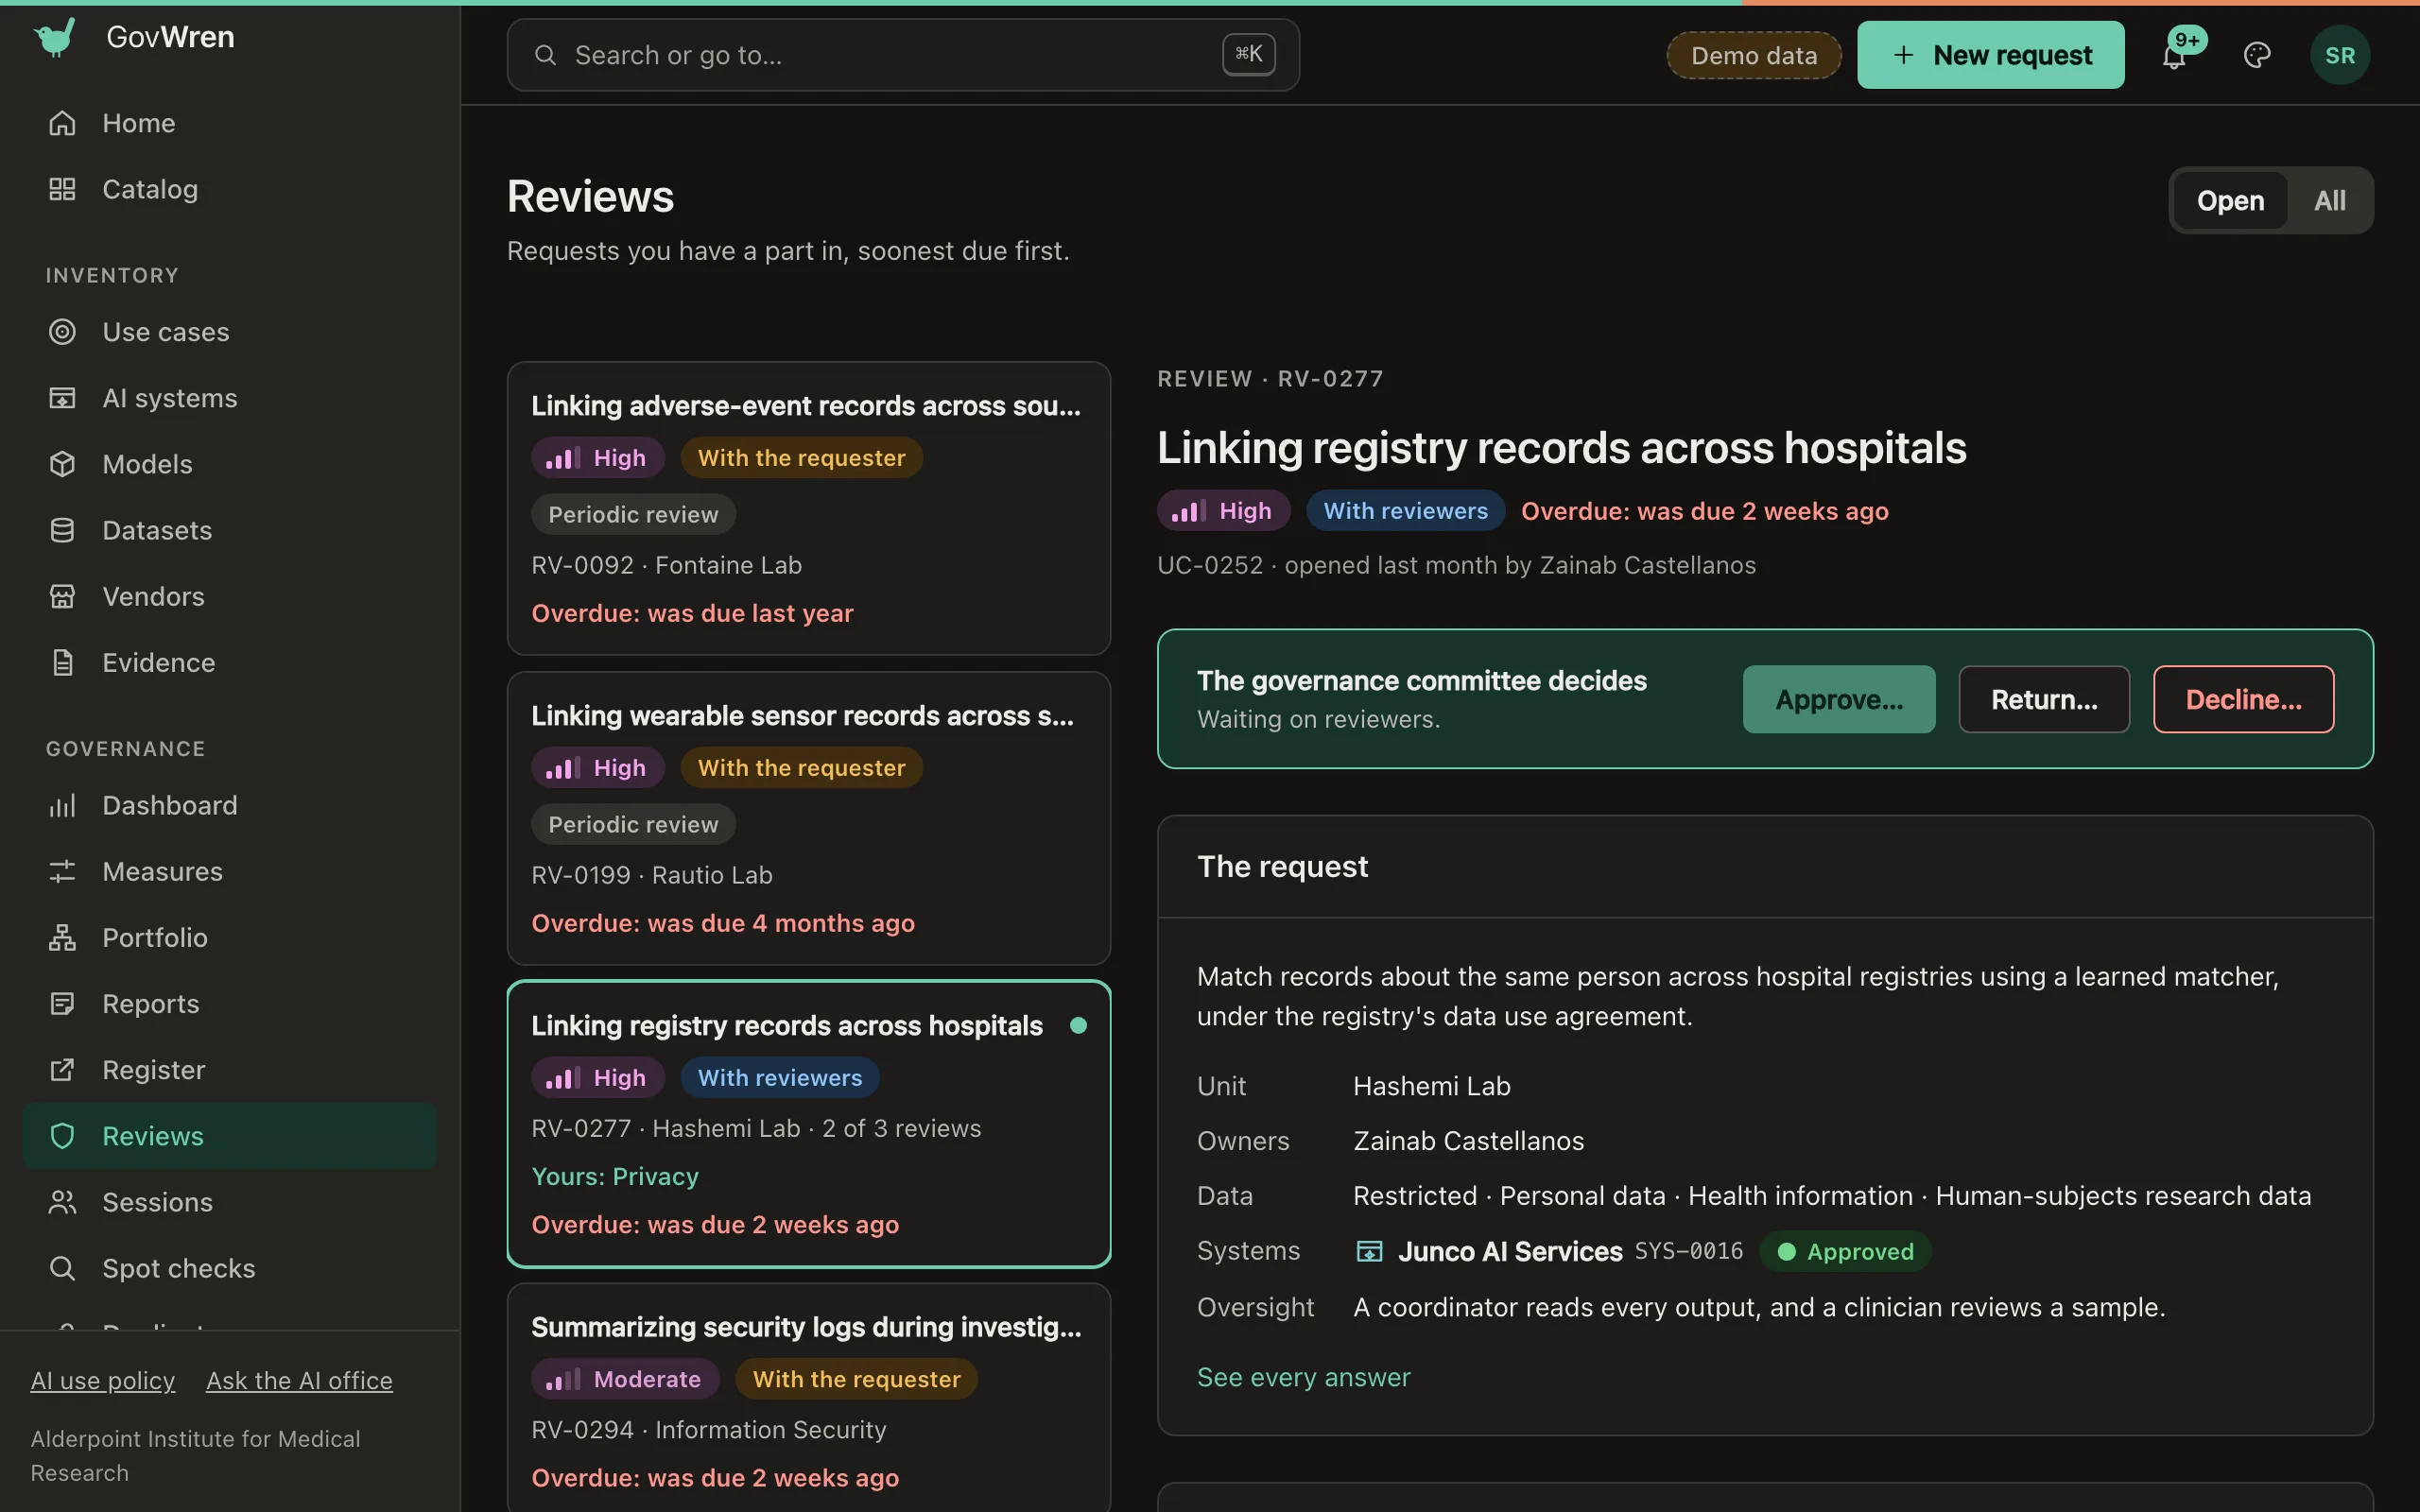 GovWren
Search or go to...
⌘K
Demo data
+ New request
9+
SR
Home
Catalog
INVENTORY
Use cases
AI systems
Models
Datasets
Vendors
Evidence
GOVERNANCE
Dashboard
Measures
Portfolio
Reports
Register
Reviews
Sessions
Spot checks
AI use policy
Ask the AI office
Alderpoint Institute for Medical
Research
Reviews
Requests you have a part in, soonest due first.
Open
All
Linking adverse-event records across sou...
High
With the requester
Periodic review
RV-0092 · Fontaine Lab
Overdue: was due last year
Linking wearable sensor records across s...
High
With the requester
Periodic review
RV-0199 · Rautio Lab
Overdue: was due 4 months ago
Linking registry records across hospitals
High
With reviewers
RV-0277 · Hashemi Lab · 2 of 3 reviews
Yours: Privacy
Overdue: was due 2 weeks ago
Summarizing security logs during investig...
Moderate
With the requester
RV-0294 · Information Security
Overdue: was due 2 weeks ago
REVIEW · RV-0277
Linking registry records across hospitals
High
With reviewers
Overdue: was due 2 weeks ago
UC-0252 · opened last month by Zainab Castellanos
The governance committee decides
Waiting on reviewers.
Approve...
Return...
Decline...
The request
Match records about the same person across hospital registries using a learned matcher,
under the registry's data use agreement.
Unit Hashemi Lab
Owners Zainab Castellanos
Data Restricted · Personal data · Health information · Human-subjects research data
Systems Junco AI Services SYS-0016 Approved
Oversight A coordinator reads every output, and a clinician reviews a sample.
See every answer